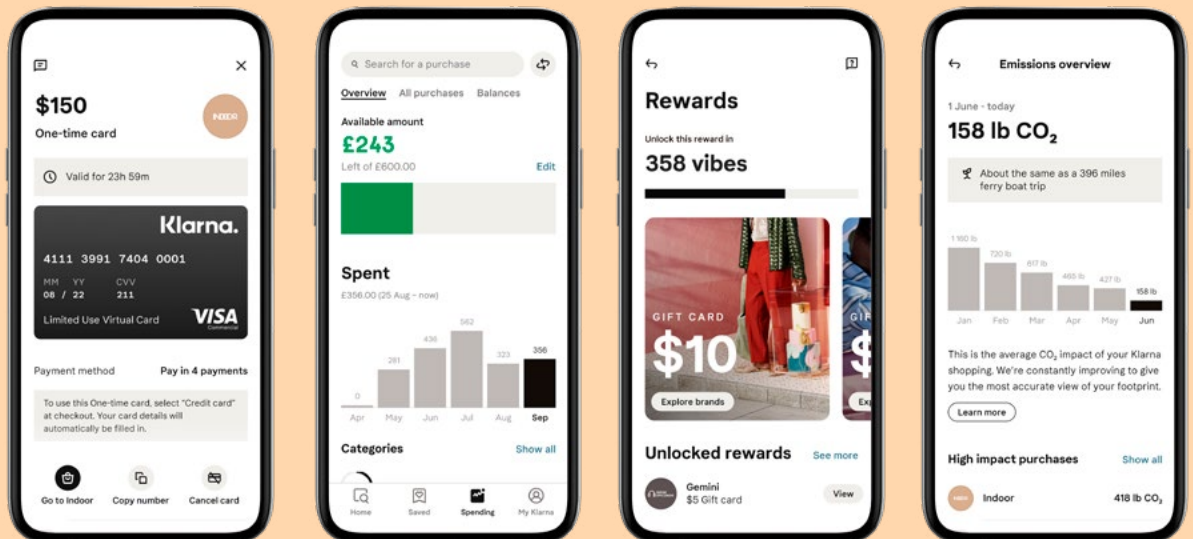 $150
INDOOR
One-time card
Valid for 23h 59m
Klarna.
4111 3991 7404 0001
MM YY CVV
08 / 22 211
Limited Use Virtual Card
VISA
Commercial
Payment method Pay in 4 payments
To use this One-time card, select "Credit card"
at checkout. Your card details will
automatically be filled in.
Go to Indoor Copy number Cancel card
Search for a purchase
Overview All purchases Balances
Available amount
£243
Left of £600.00 Edit
Spent
£356.00 (25 Aug – now)
0 281 436 562 323 356
Apr May Jun Jul Aug Sep
Categories Show all
Home Saved Spending My Klarna
Rewards
Unlock this reward in
358 vibes
GIFT CARD GIF
$10 $
Explore brands Exp
Unlocked rewards See more
Gemini
$5 Gift card
View
Emissions overview
1 June - today
158 lb CO₂
About the same as a 396 miles
ferry boat trip
1 160 lb 720 lb 617 lb 465 lb 427 lb 158 lb
Jan Feb Mar Apr May Jun
This is the average CO₂ impact of your Klarna
shopping. We're constantly improving to give
you the most accurate view of your footprint.
Learn more
High impact purchases Show all
Indoor 418 lb CO₂